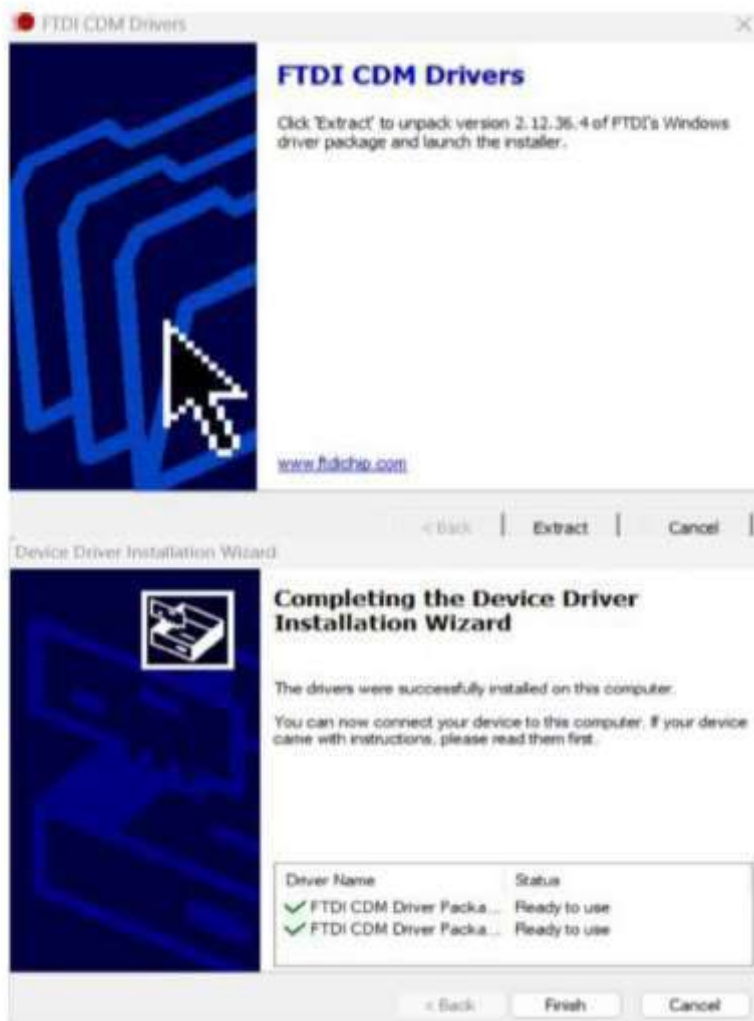 FTDI CDM Drivers
FTDI CDM Drivers
Click 'Extract' to unpack version 2.12.36.4 of FTDI's Windows
driver package and launch the installer.
www.ftdichip.com
< Back Extract Cancel
Device Driver Installation Wizard
Completing the Device Driver
Installation Wizard
The drivers were successfully installed on this computer.
You can now connect your device to this computer. If your device
came with instructions, please read them first.
Driver Name Status
FTDI CDM Driver Packa... Ready to use
FTDI CDM Driver Packa... Ready to use
< Back Finish Cancel